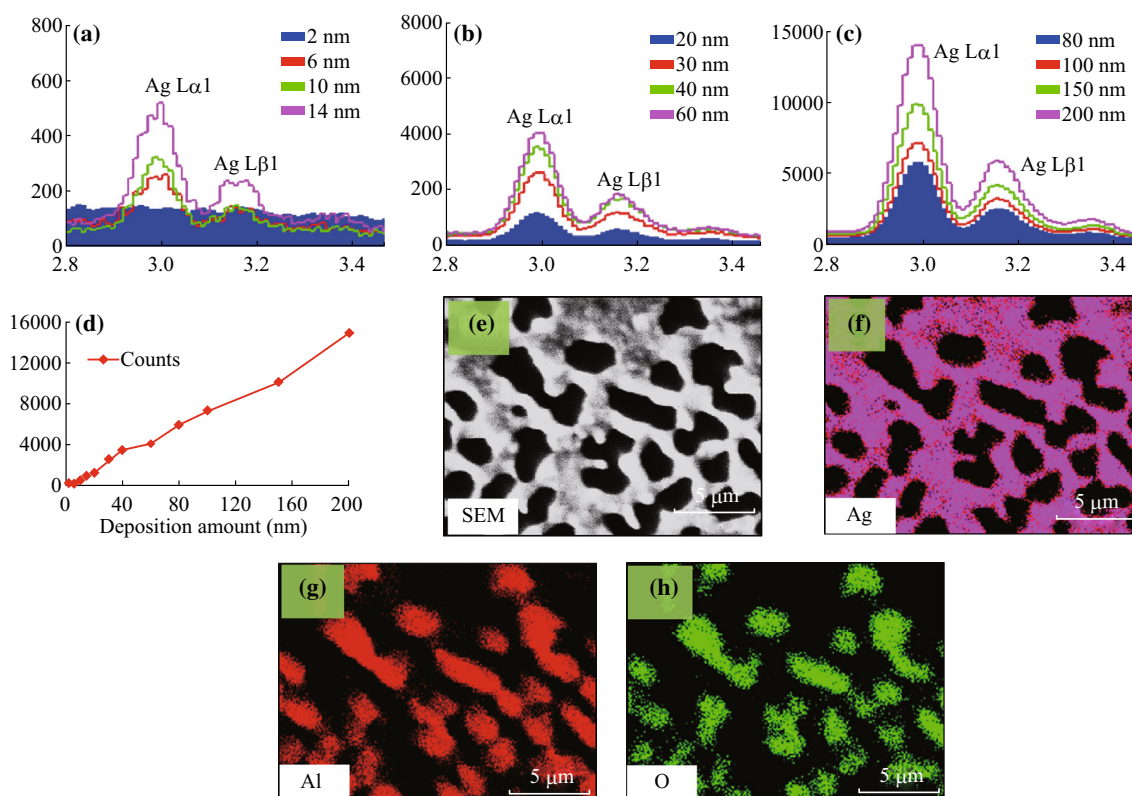 (a)
800
600
400
200
0
2.8 3.0 3.2 3.4
Ag Lα1
Ag Lβ1
2 nm
6 nm
10 nm
14 nm
(b)
8000
6000
4000
2000
0
2.8 3.0 3.2 3.4
Ag Lα1
Ag Lβ1
20 nm
30 nm
40 nm
60 nm
(c)
15000
10000
5000
0
2.8 3.0 3.2 3.4
Ag Lα1
Ag Lβ1
80 nm
100 nm
150 nm
200 nm
(d)
16000
12000
8000
4000
0
Counts
0 40 80 120 160 200
Deposition amount (nm)
(e)
SEM
5 μm
(f)
Ag
5 μm
(g)
Al
5 μm
(h)
O
5 μm